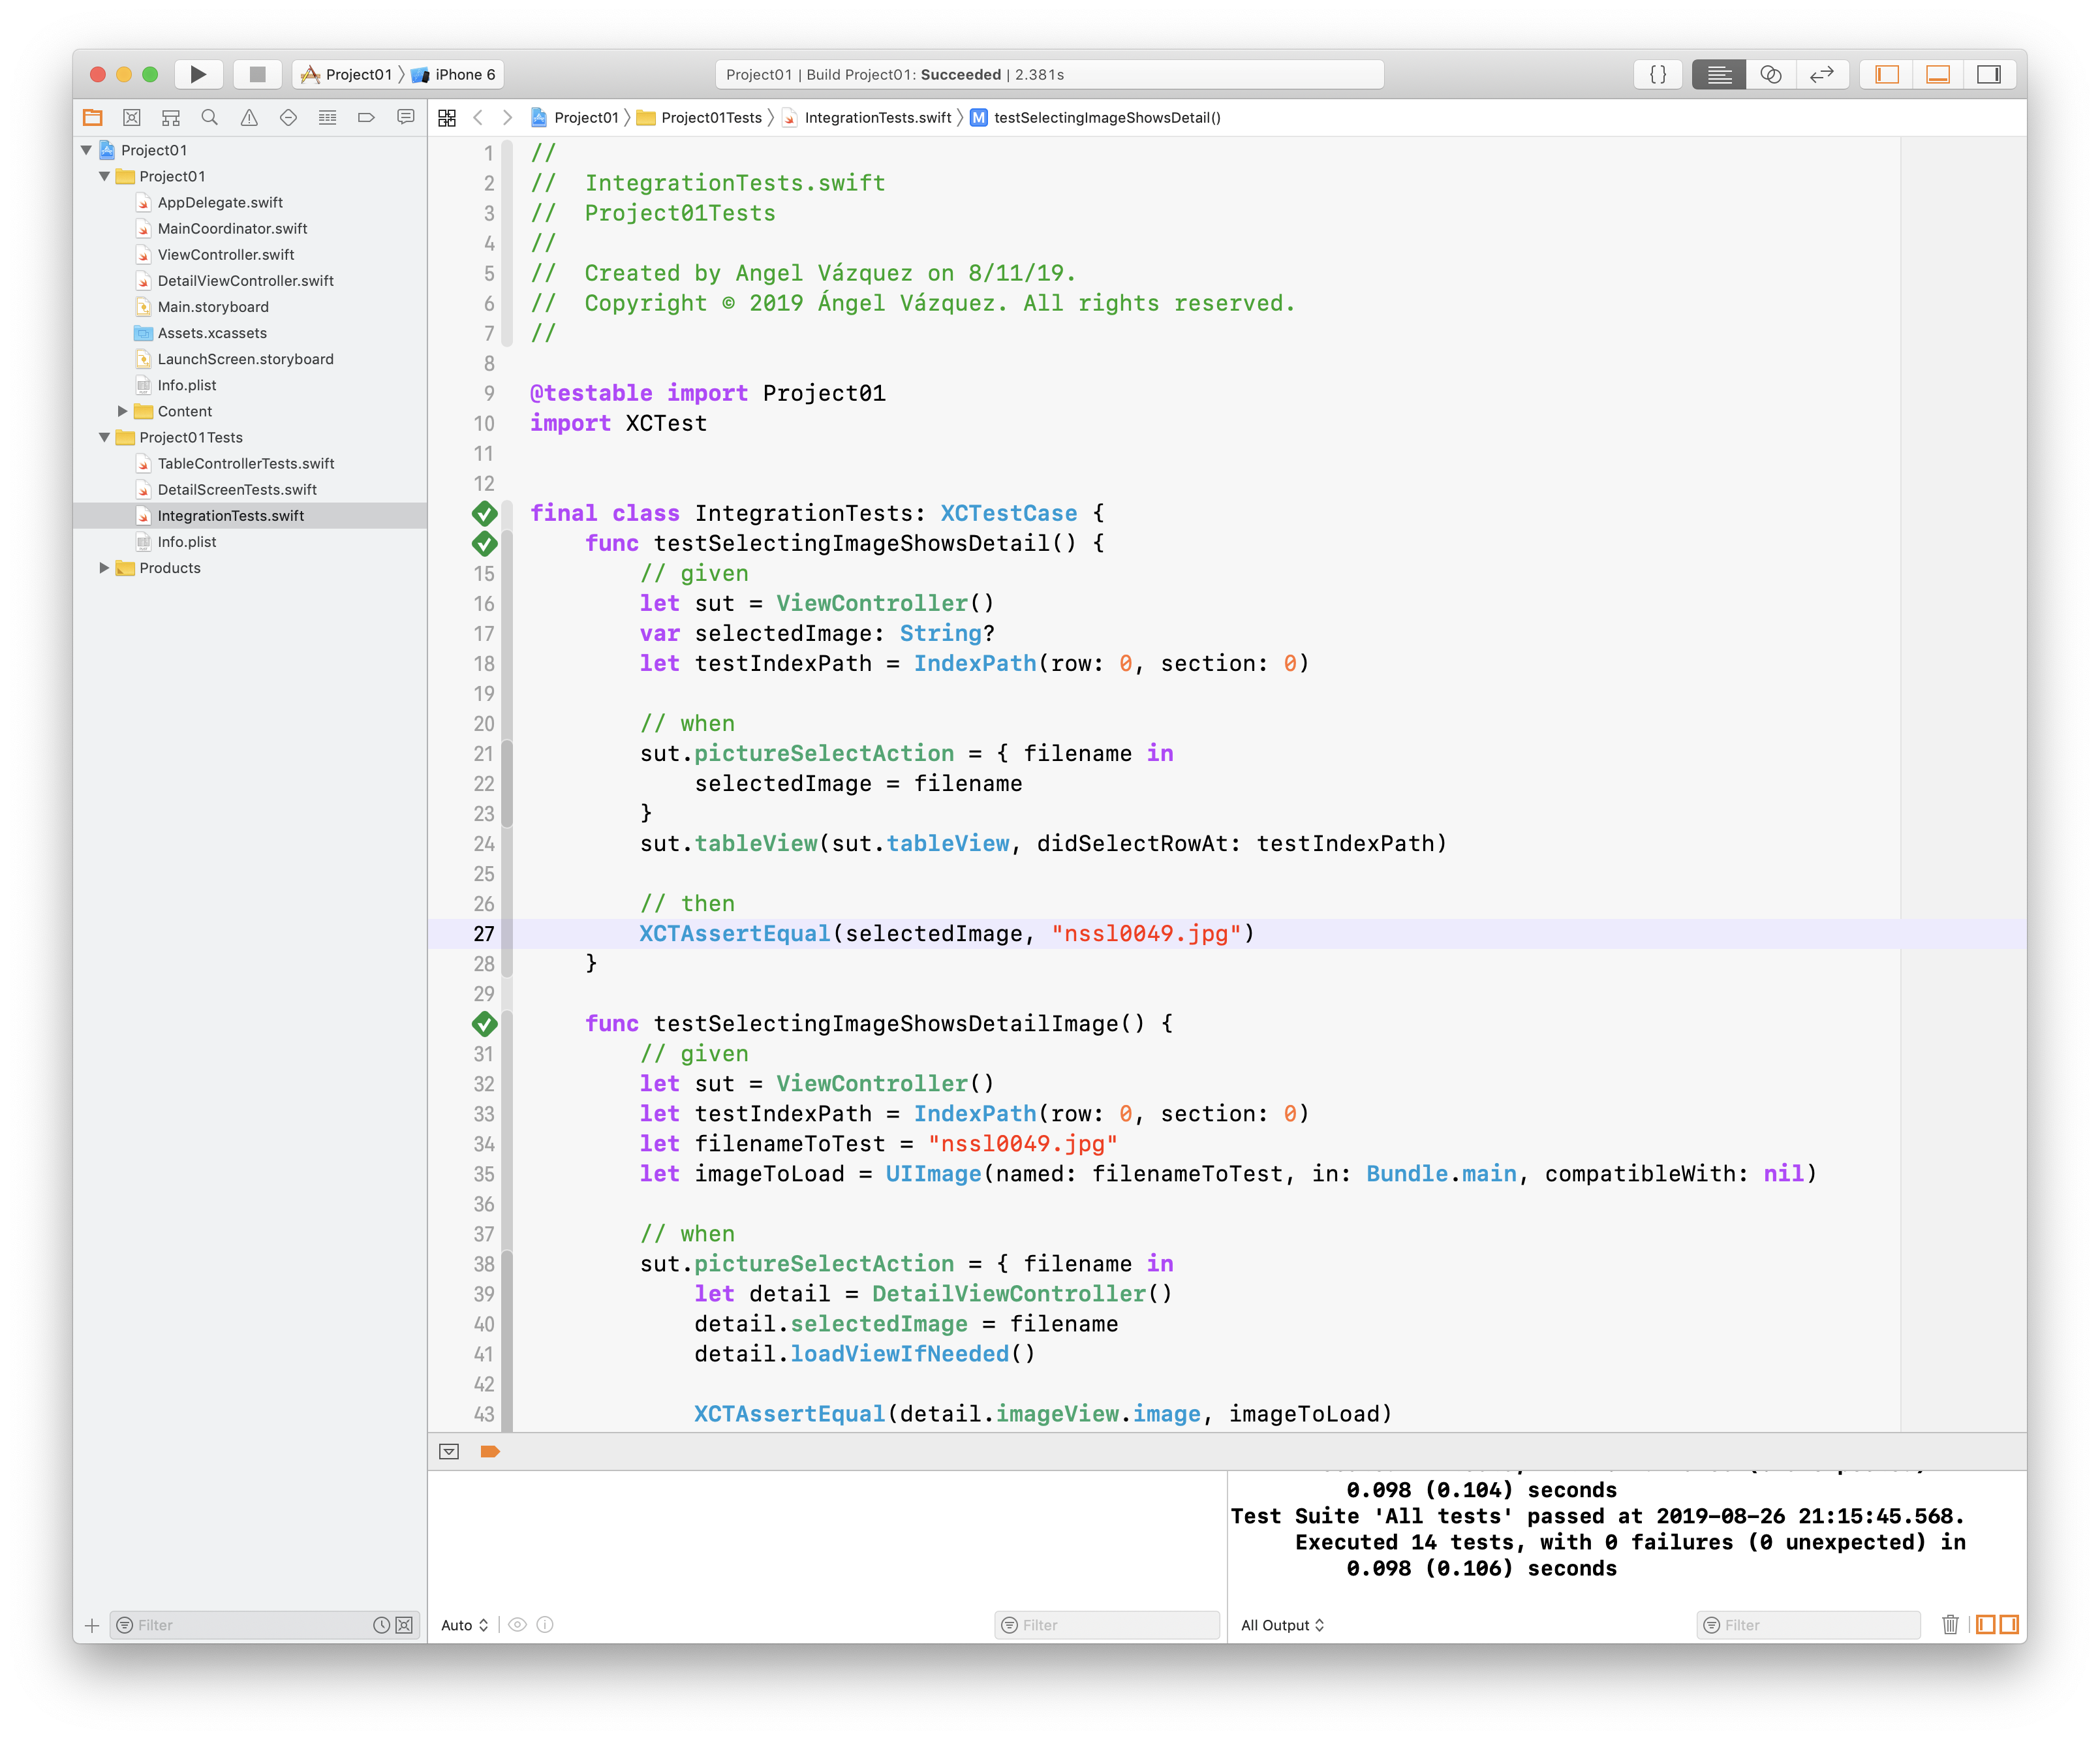 Project01 iPhone 6
Project01 | Build Project01: Succeeded | 2.381s
{}
Project01
Project01
AppDelegate.swift
MainCoordinator.swift
ViewController.swift
DetailViewController.swift
Main.storyboard
Assets.xcassets
LaunchScreen.storyboard
Info.plist
Content
Project01Tests
TableControllerTests.swift
DetailScreenTests.swift
IntegrationTests.swift
Info.plist
Products
Filter
Project01 Project01Tests IntegrationTests.swift M testSelectingImageShowsDetail()
1 //
2 //  IntegrationTests.swift
3 //  Project01Tests
4 //
5 //  Created by Angel Vázquez on 8/11/19.
6 //  Copyright © 2019 Ángel Vázquez. All rights reserved.
7 //
8
9 @testable import Project01
10 import XCTest
11
12
final class IntegrationTests: XCTestCase {
    func testSelectingImageShowsDetail() {
15         // given
16         let sut = ViewController()
17         var selectedImage: String?
18         let testIndexPath = IndexPath(row: 0, section: 0)
19
20         // when
21         sut.pictureSelectAction = { filename in
22             selectedImage = filename
23         }
24         sut.tableView(sut.tableView, didSelectRowAt: testIndexPath)
25
26         // then
27         XCTAssertEqual(selectedImage, "nssl0049.jpg")
28     }
29
    func testSelectingImageShowsDetailImage() {
31         // given
32         let sut = ViewController()
33         let testIndexPath = IndexPath(row: 0, section: 0)
34         let filenameToTest = "nssl0049.jpg"
35         let imageToLoad = UIImage(named: filenameToTest, in: Bundle.main, compatibleWith: nil)
36
37         // when
38         sut.pictureSelectAction = { filename in
39             let detail = DetailViewController()
40             detail.selectedImage = filename
41             detail.loadViewIfNeeded()
42
43             XCTAssertEqual(detail.imageView.image, imageToLoad)
Auto
Filter
0.098 (0.104) seconds
Test Suite 'All tests' passed at 2019-08-26 21:15:45.568.
Executed 14 tests, with 0 failures (0 unexpected) in
0.098 (0.106) seconds
All Output
Filter